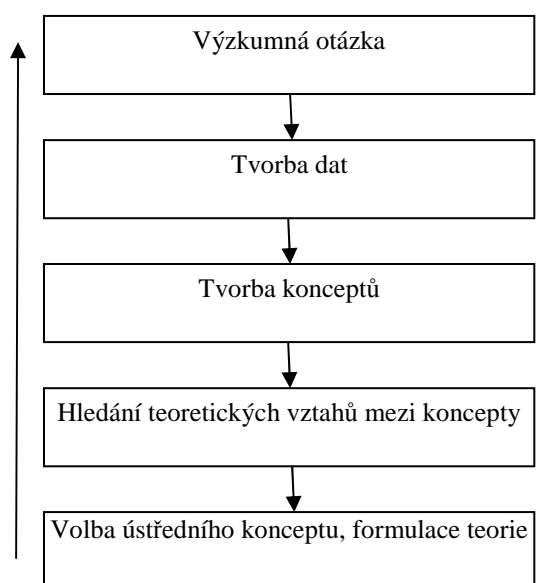 Výzkumná otázka
Tvorba dat
Tvorba konceptů
Hledání teoretických vztahů mezi koncepty
Volba ústředního konceptu, formulace teorie